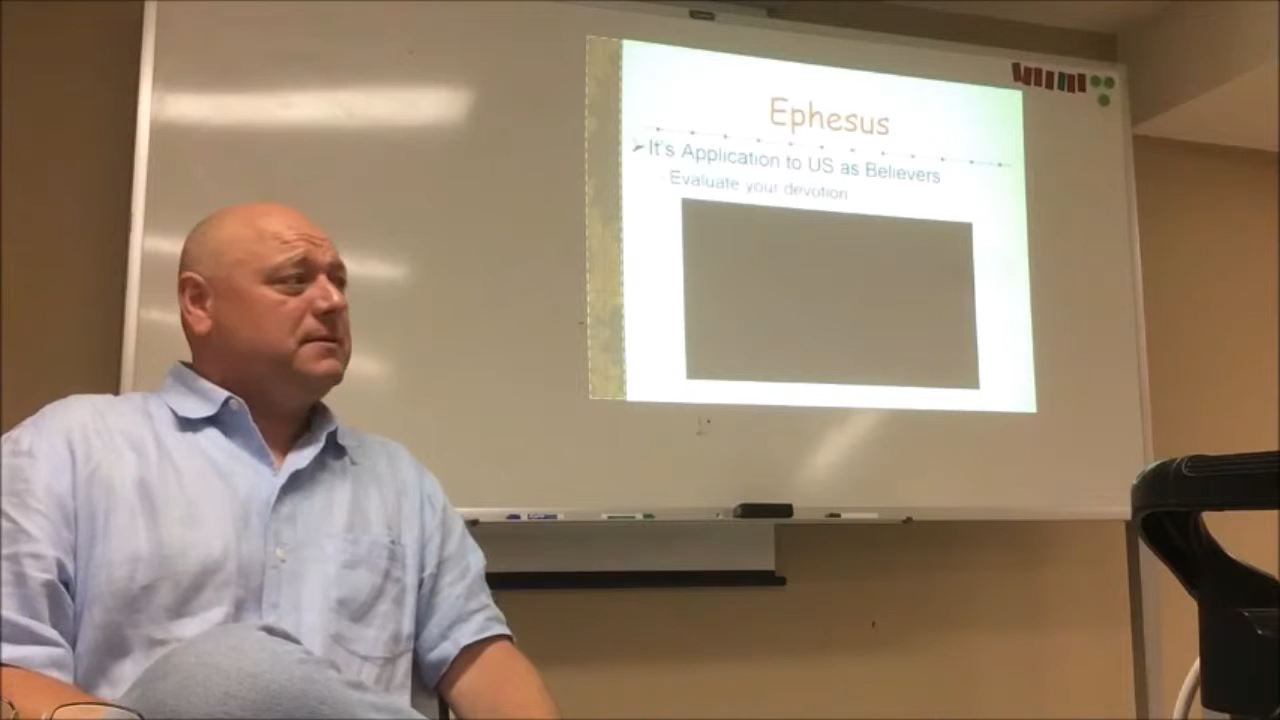 Ephesus
It's Application to US as Believers
Evaluate your devotion